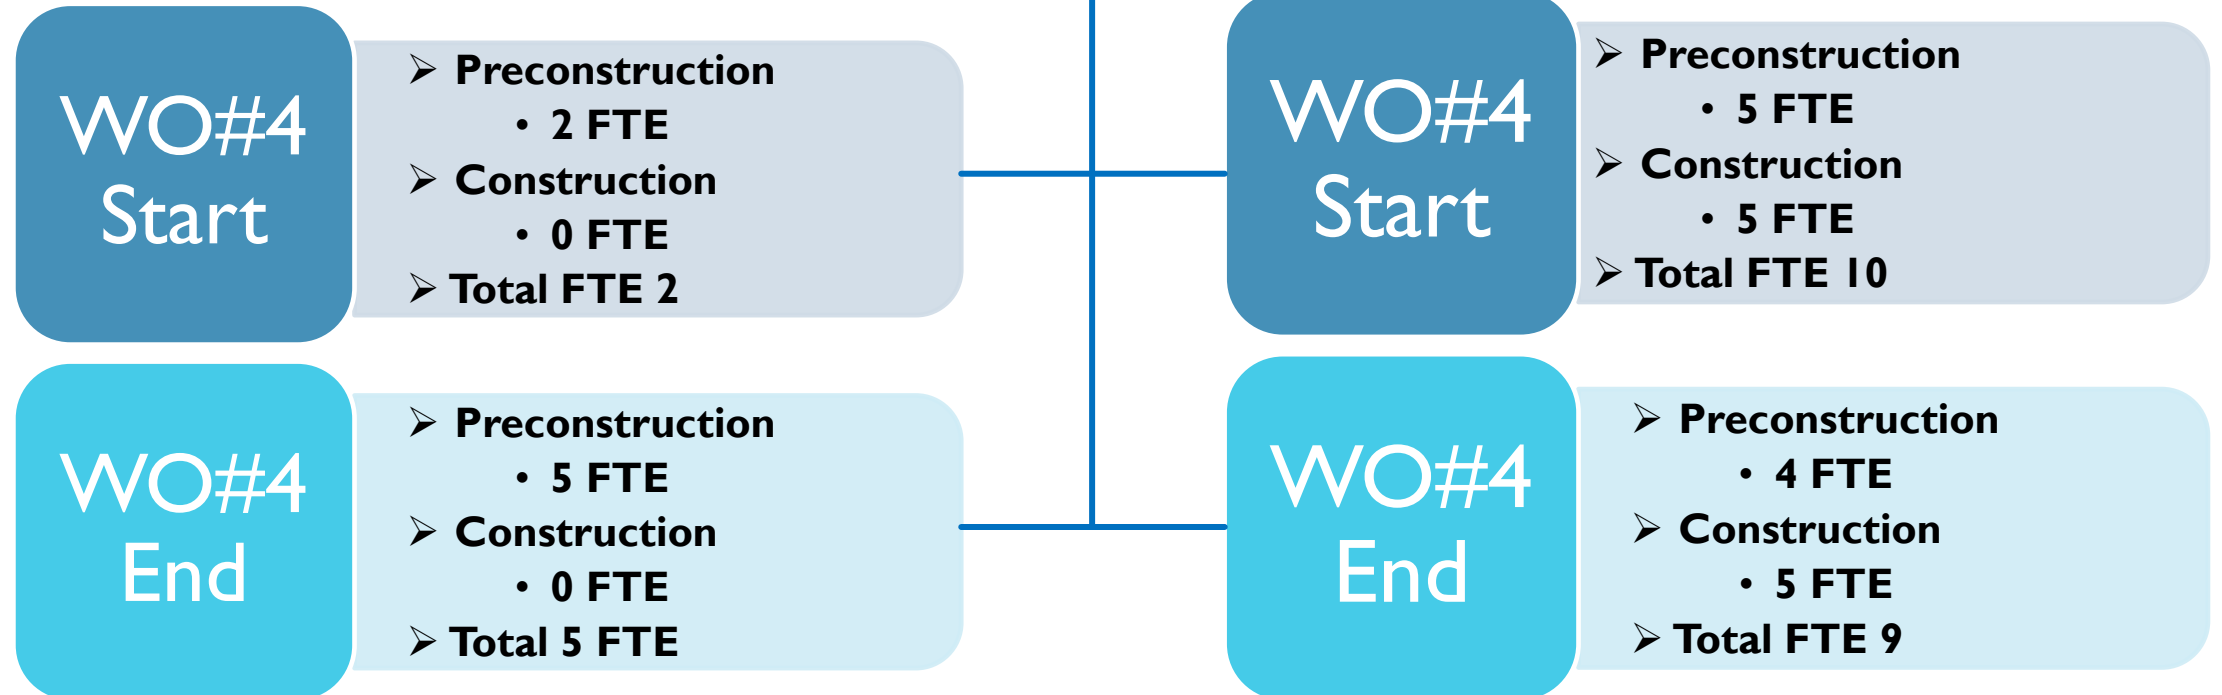 WO#4
Start
➢ Preconstruction
• 2 FTE
➢ Construction
• 0 FTE
➢ Total FTE 2
WO#4
Start
➢ Preconstruction
• 5 FTE
➢ Construction
• 5 FTE
➢ Total FTE 10
WO#4
End
➢ Preconstruction
• 5 FTE
➢ Construction
• 0 FTE
➢ Total 5 FTE
WO#4
End
➢ Preconstruction
• 4 FTE
➢ Construction
• 5 FTE
➢ Total FTE 9